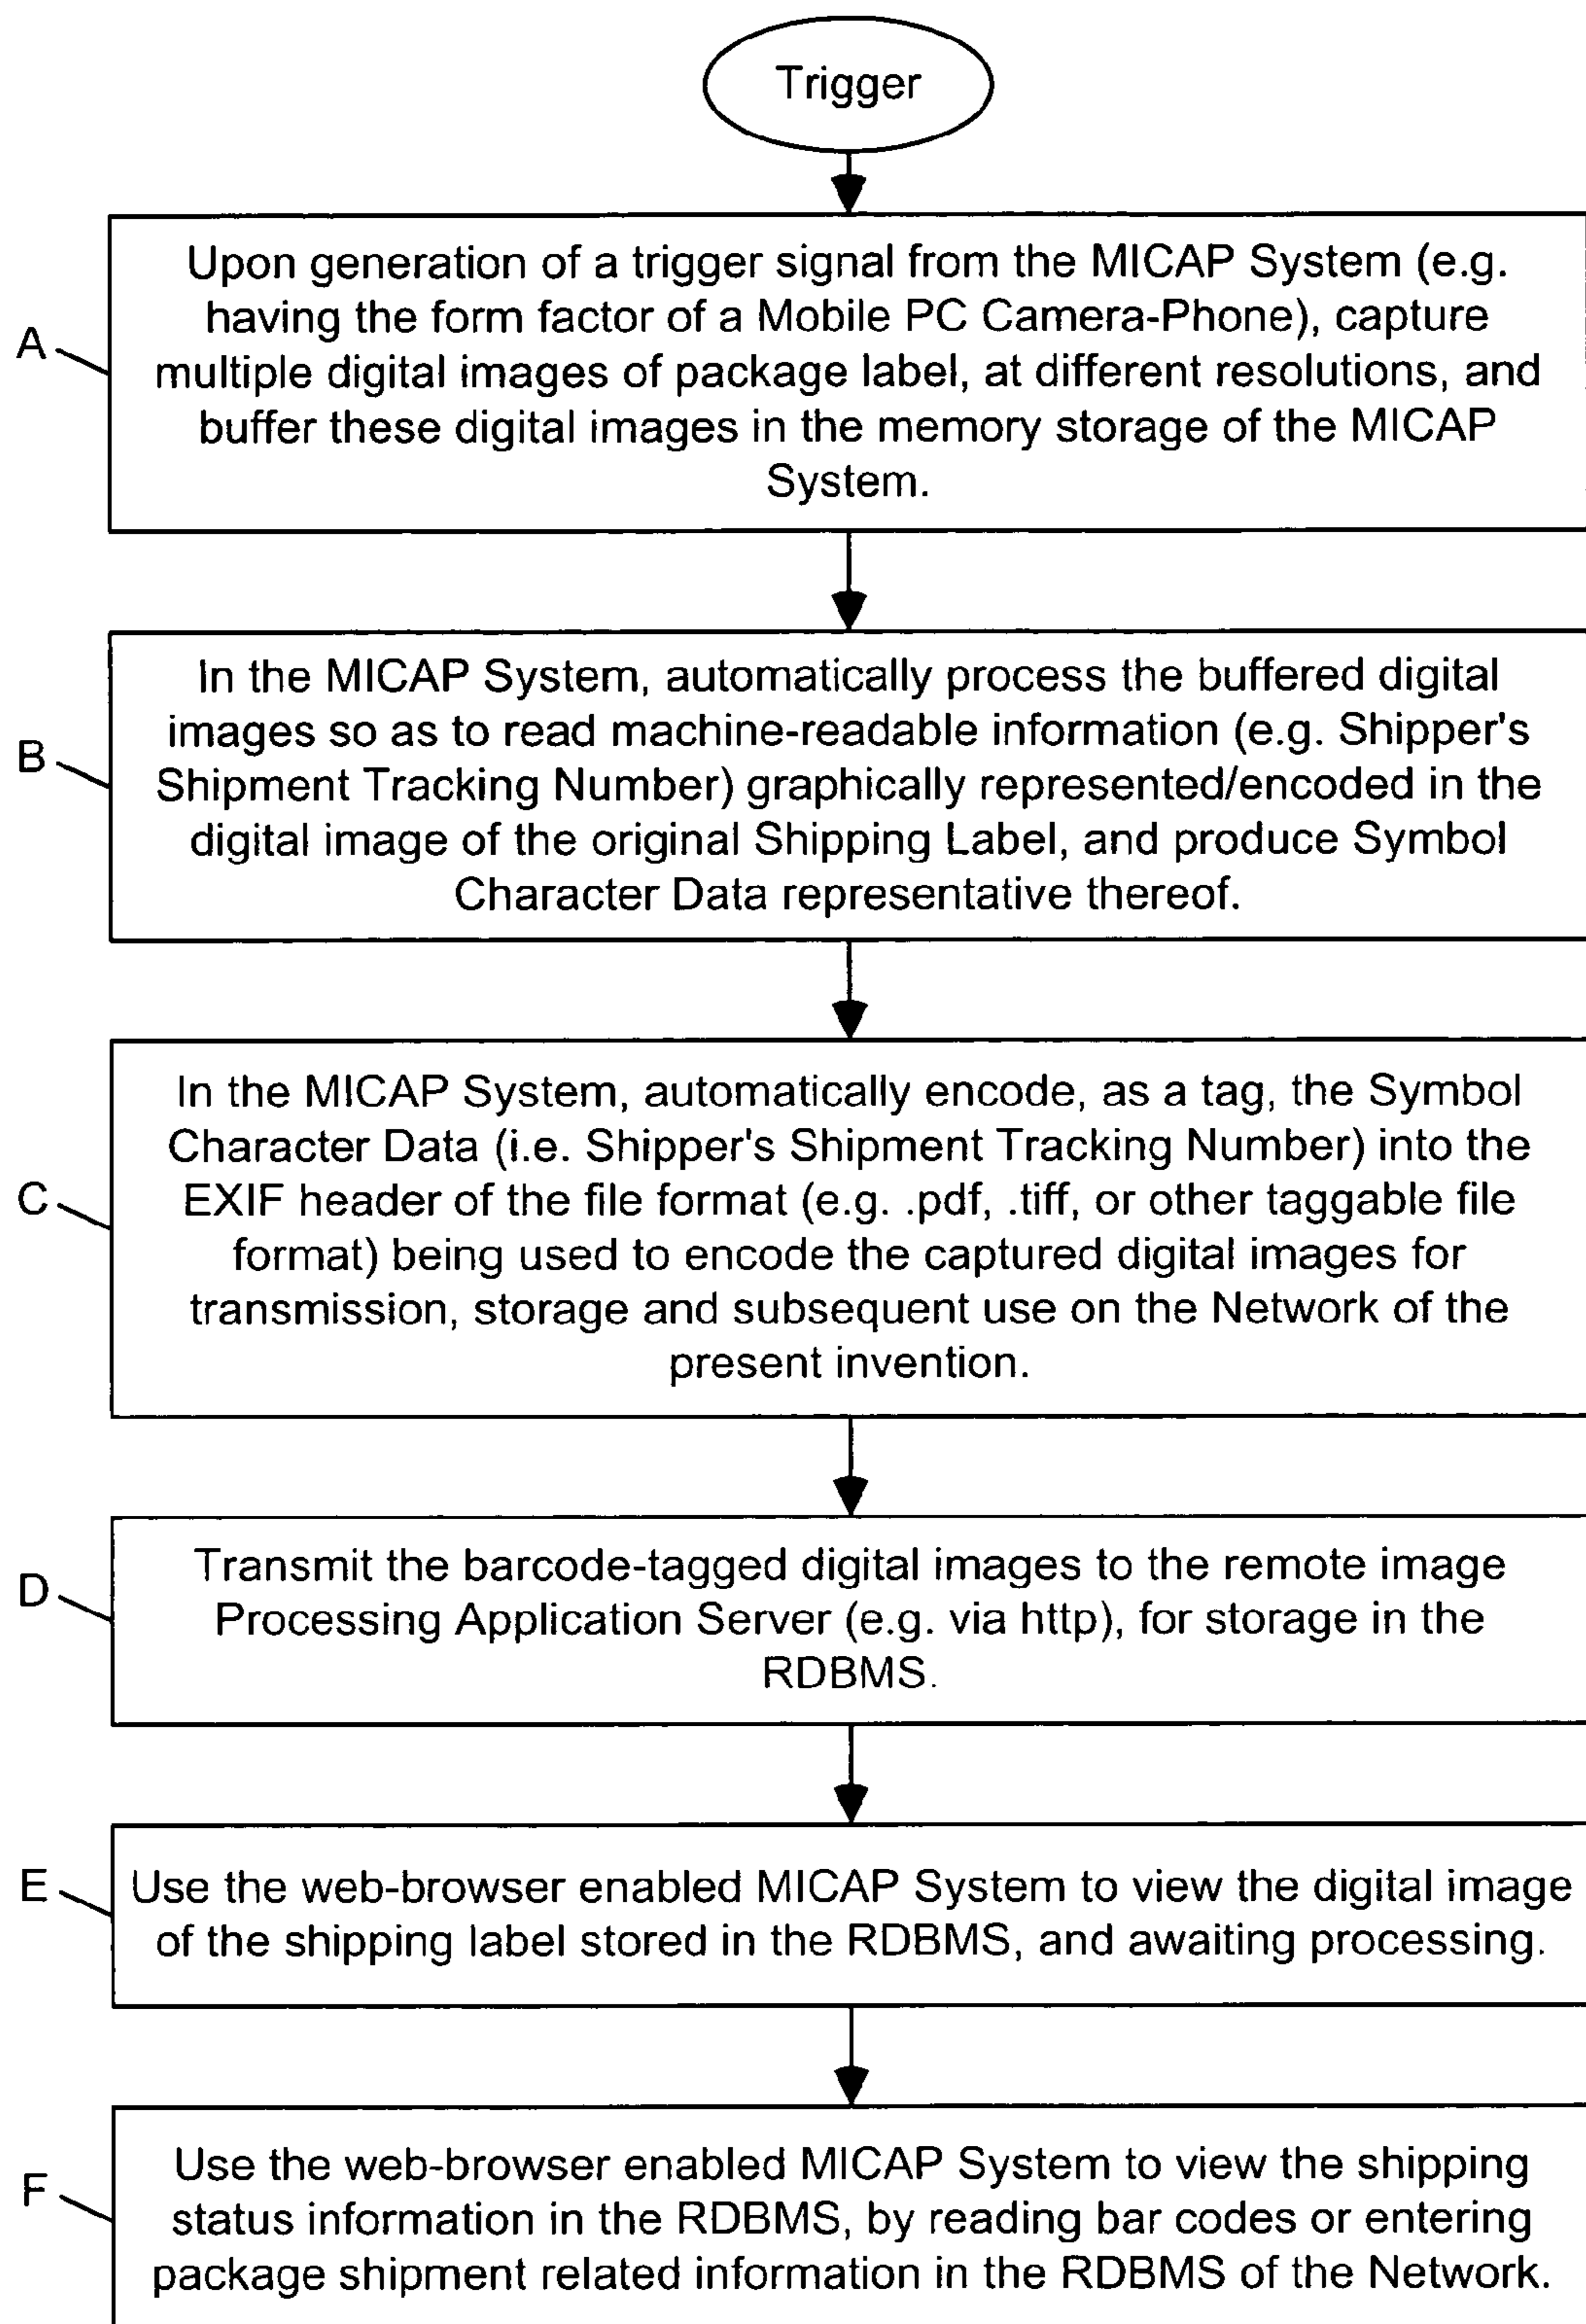 Trigger
A
Upon generation of a trigger signal from the MICAP System (e.g.
having the form factor of a Mobile PC Camera-Phone), capture
multiple digital images of package label, at different resolutions, and
buffer these digital images in the memory storage of the MICAP
System.
B
In the MICAP System, automatically process the buffered digital
images so as to read machine-readable information (e.g. Shipper's
Shipment Tracking Number) graphically represented/encoded in the
digital image of the original Shipping Label, and produce Symbol
Character Data representative thereof.
C
In the MICAP System, automatically encode, as a tag, the Symbol
Character Data (i.e. Shipper's Shipment Tracking Number) into the
EXIF header of the file format (e.g. .pdf, .tiff, or other taggable file
format) being used to encode the captured digital images for
transmission, storage and subsequent use on the Network of the
present invention.
D
Transmit the barcode-tagged digital images to the remote image
Processing Application Server (e.g. via http), for storage in the
RDBMS.
E
Use the web-browser enabled MICAP System to view the digital image
of the shipping label stored in the RDBMS, and awaiting processing.
F
Use the web-browser enabled MICAP System to view the shipping
status information in the RDBMS, by reading bar codes or entering
package shipment related information in the RDBMS of the Network.